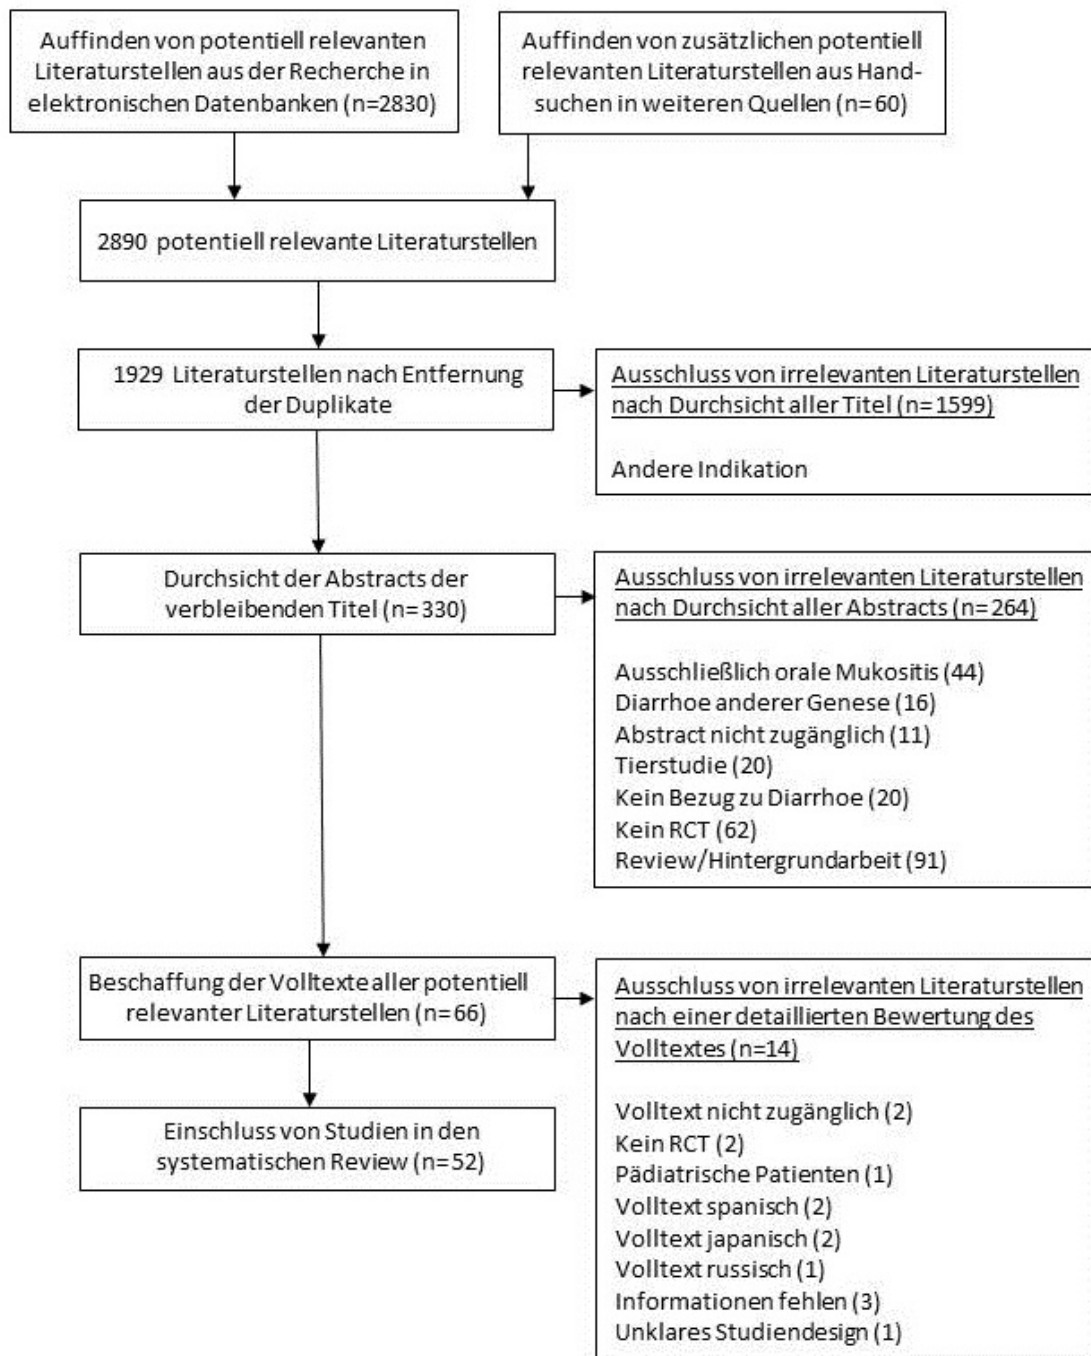 Auffinden von potentiell relevanten
Literaturstellen aus der Recherche in
elektronischen Datenbanken (n=2830)
Auffinden von zusätzlichen potentiell
relevanten Literaturstellen aus Hand-
suchen in weiteren Quellen (n=60)
2890 potentiell relevante Literaturstellen
1929 Literaturstellen nach Entfernung
der Duplikate
Ausschluss von irrelevanten Literaturstellen
nach Durchsicht aller Titel (n=1599)
Andere Indikation
Durchsicht der Abstracts der
verbleibenden Titel (n=330)
Ausschluss von irrelevanten Literaturstellen
nach Durchsicht aller Abstracts (n=264)
Ausschließlich orale Mukositis (44)
Diarrhoe anderer Genese (16)
Abstract nicht zugänglich (11)
Tierstudie (20)
Kein Bezug zu Diarrhoe (20)
Kein RCT (62)
Review/Hintergrundarbeit (91)
Beschaffung der Volltexte aller potentiell
relevanter Literaturstellen (n=66)
Ausschluss von irrelevanten Literaturstellen
nach einer detaillierten Bewertung des
Volltextes (n=14)
Volltext nicht zugänglich (2)
Kein RCT (2)
Pädiatrische Patienten (1)
Volltext spanisch (2)
Volltext japanisch (2)
Volltext russisch (1)
Informationen fehlen (3)
Unklares Studiendesign (1)
Einschluss von Studien in den
systematischen Review (n=52)